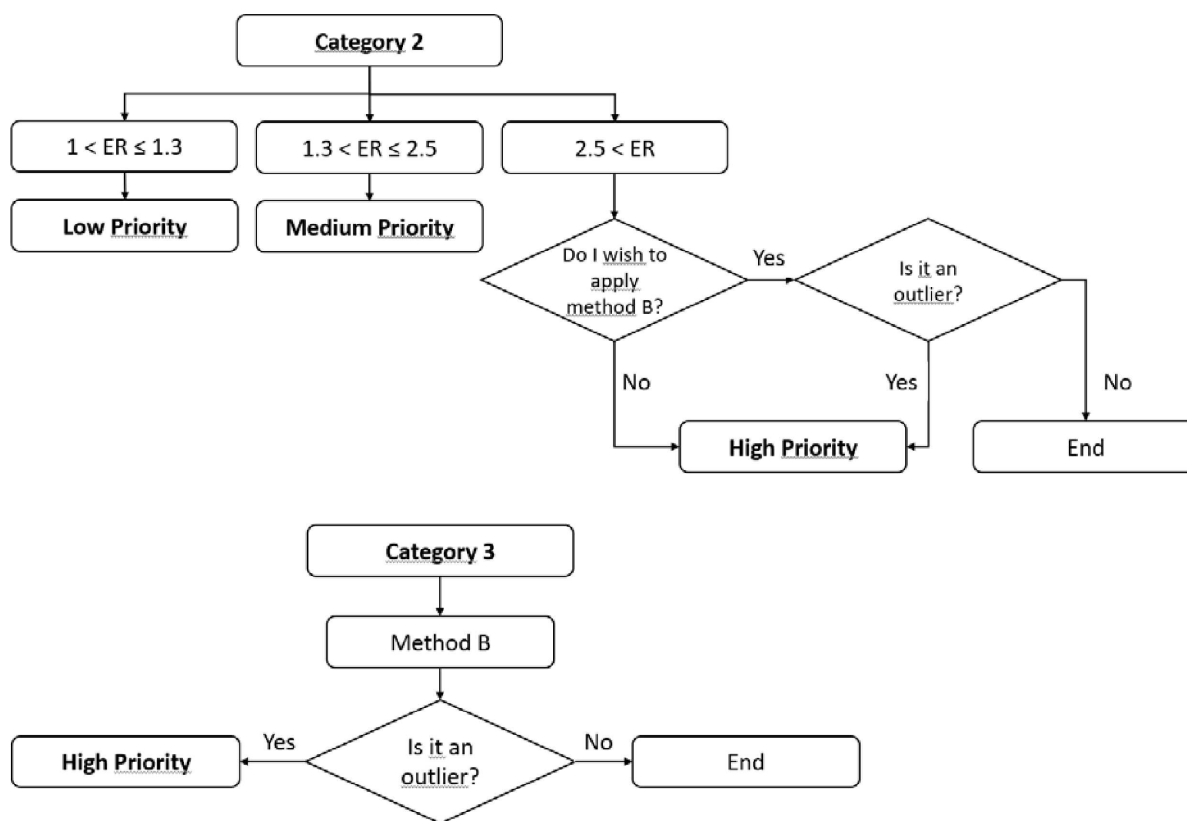 Category 2
1 < ER ≤ 1.3
1.3 < ER ≤ 2.5
2.5 < ER
Low Priority
Medium Priority
Do I wish to
apply
method B?
Yes
Is it an
outlier?
No
Yes
No
High Priority
End
Category 3
Method B
High Priority
Yes
Is it an
outlier?
No
End